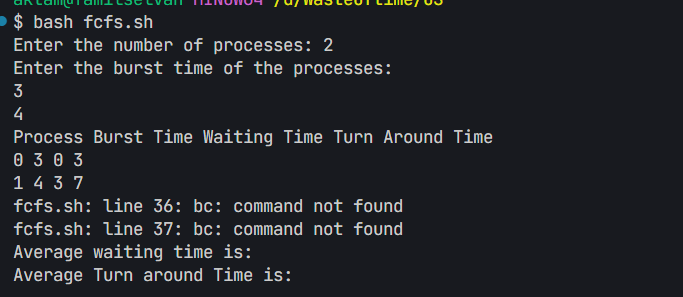 $ bash fcfs.sh
Enter the number of processes: 2
Enter the burst time of the processes:
3
4
Process Burst Time Waiting Time Turn Around Time
0 3 0 3
1 4 3 7
fcfs.sh: line 36: bc: command not found
fcfs.sh: line 37: bc: command not found
Average waiting time is:
Average Turn around Time is: